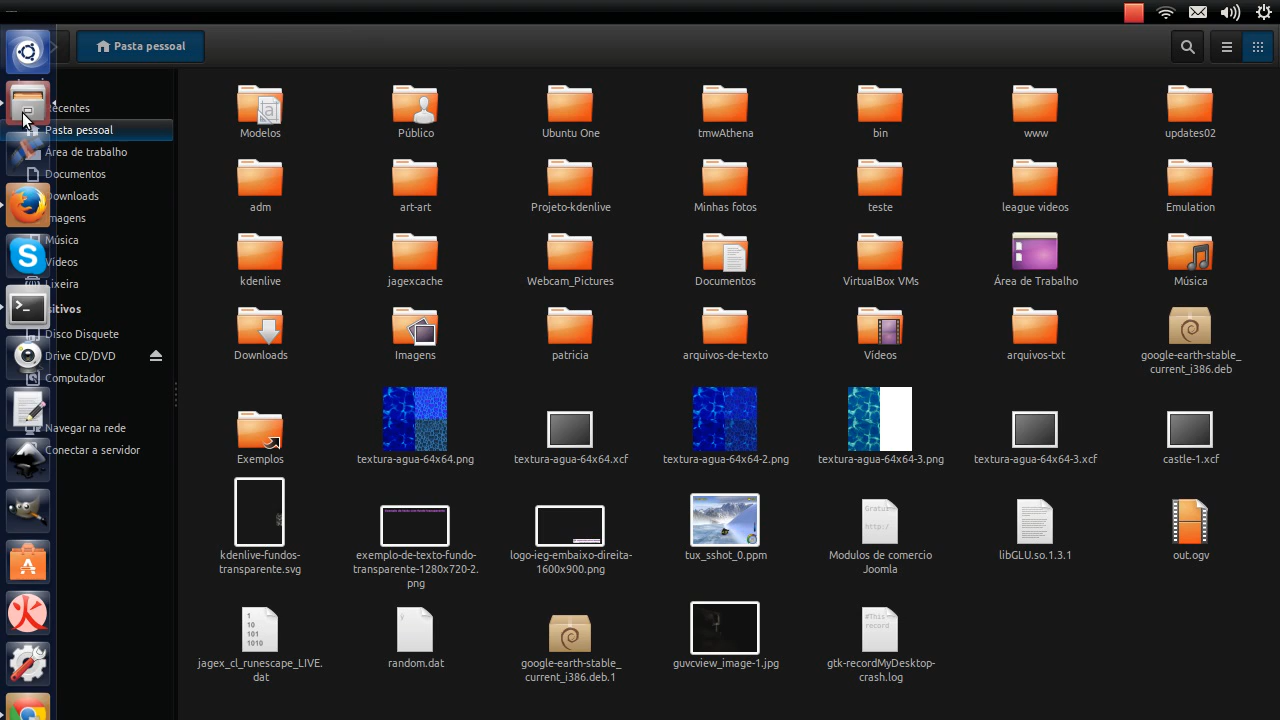 Pasta pessoal
Recentes
Pasta pessoal
Área de trabalho
Documentos
Downloads
Imagens
Música
Vídeos
Lixeira
sitivos
Disco Disquete
Drive CD/DVD
Computador
Navegar na rede
Conectar a servidor
Modelos
Público
Ubuntu One
tmwAthena
bin
www
updates02
adm
art-art
Projeto-kdenlive
Minhas fotos
teste
league videos
Emulation
kdenlive
jagexcache
Webcam_Pictures
Documentos
VirtualBox VMs
Área de Trabalho
Música
Downloads
Imagens
patricia
arquivos-de-texto
Vídeos
arquivos-txt
google-earth-stable_
current_i386.deb
Exemplos
textura-agua-64x64.png
textura-agua-64x64.xcf
textura-agua-64x64-2.png
textura-agua-64x64-3.png
textura-agua-64x64-3.xcf
castle-1.xcf
kdenlive-fundos-
transparente.svg
exemplo-de-texto-fundo-
transparente-1280x720-2.
png
logo-ieg-embaixo-direita-
1600x900.png
tux_sshot_0.ppm
Modulos de comercio
Joomla
libGLU.so.1.3.1
out.ogv
jagex_cl_runescape_LIVE.
dat
random.dat
google-earth-stable_
current_i386.deb.1
guvcview_image-1.jpg
gtk-recordMyDesktop-
crash.log